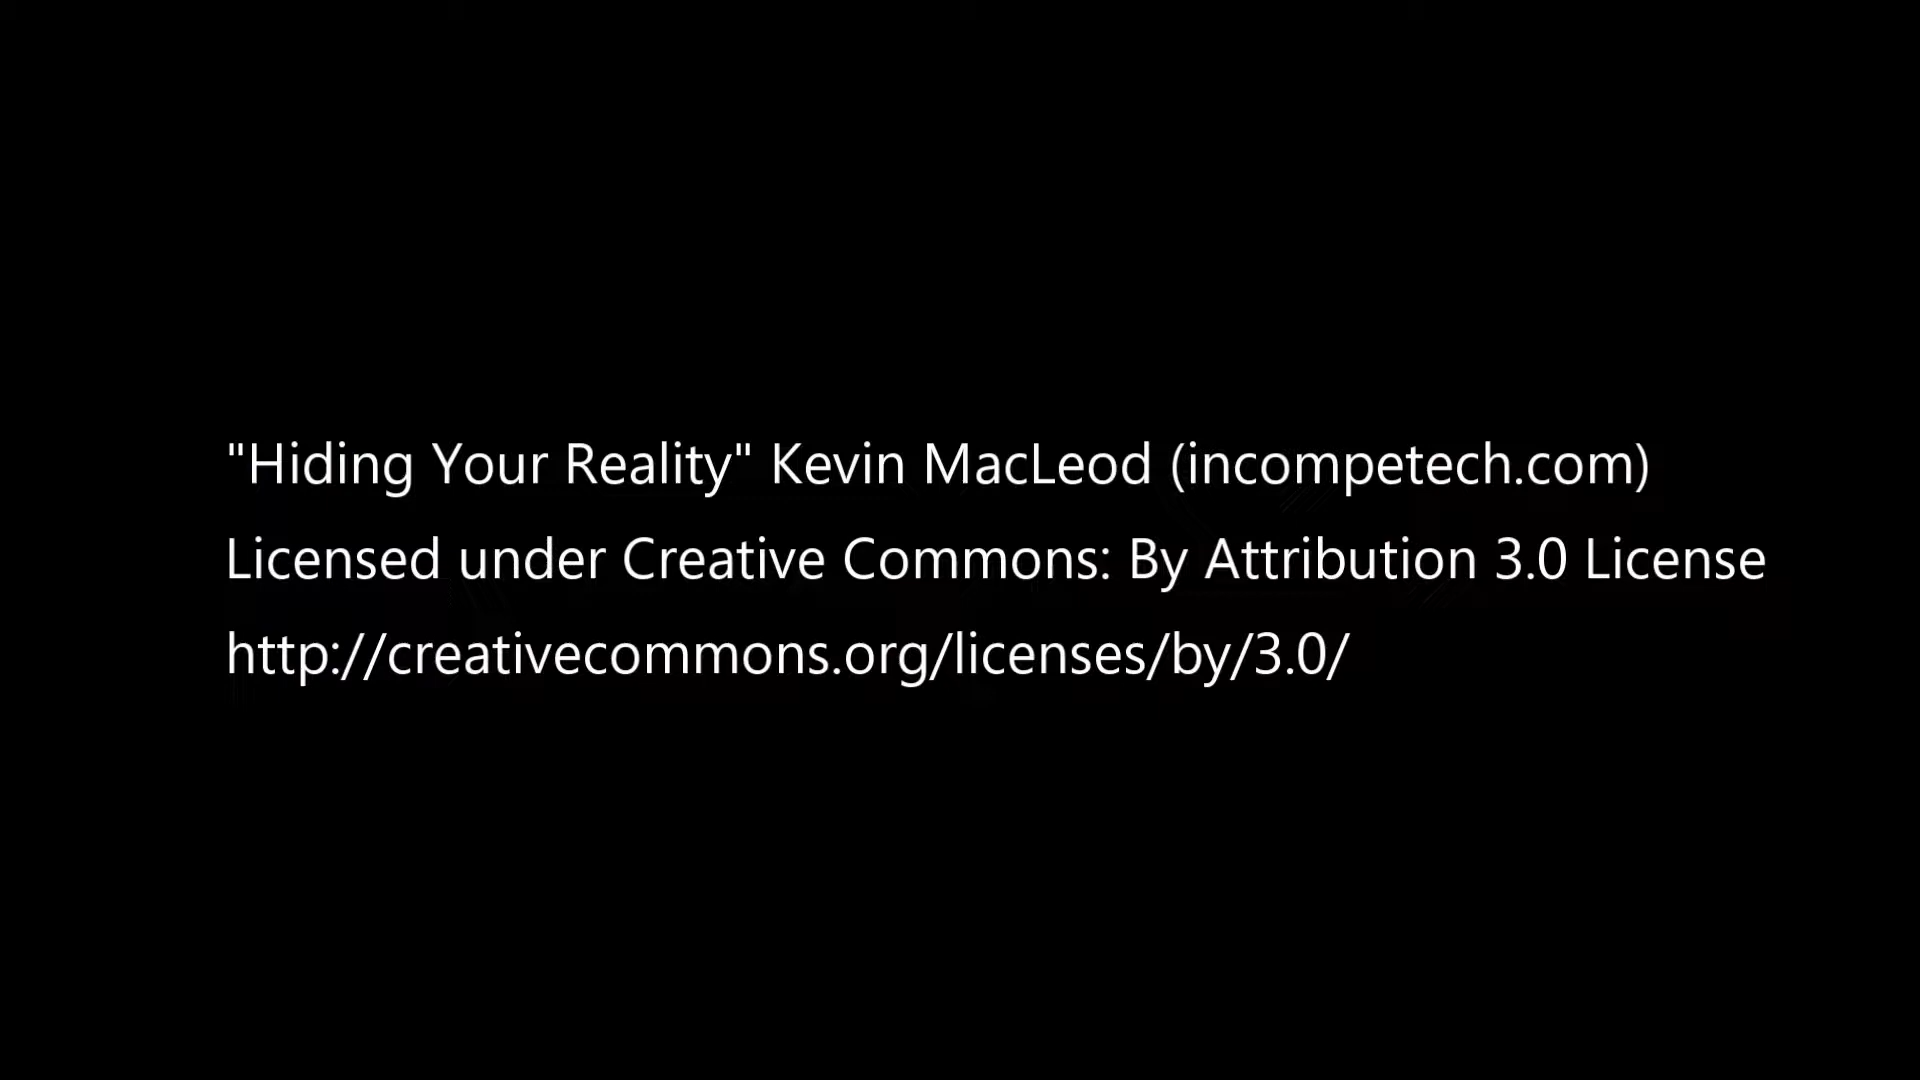 "Hiding Your Reality" Kevin MacLeod (incompetech.com)
Licensed under Creative Commons: By Attribution 3.0 License
http://creativecommons.org/licenses/by/3.0/